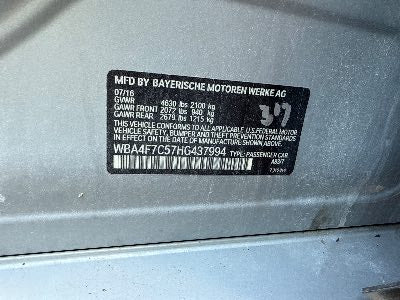 MFD BY BAYERISCHE MOTOREN WERKE AG
07/16
GVWR 4630 lbs 2100 kg
GAWR FRONT 2072 lbs 940 kg
GAWR REAR 2679 lbs 1215 kg
THIS VEHICLE CONFORMS TO ALL APPLICABLE U.S. FEDERAL MOTOR
VEHICLE SAFETY, BUMPER AND THEFT PREVENTION STANDARDS
IN EFFECT ON THE DATE OF MANUFACTURE SHOWN ABOVE.
WBA4F7C57HG437994 TYPE: PASSENGER CAR
A83/7